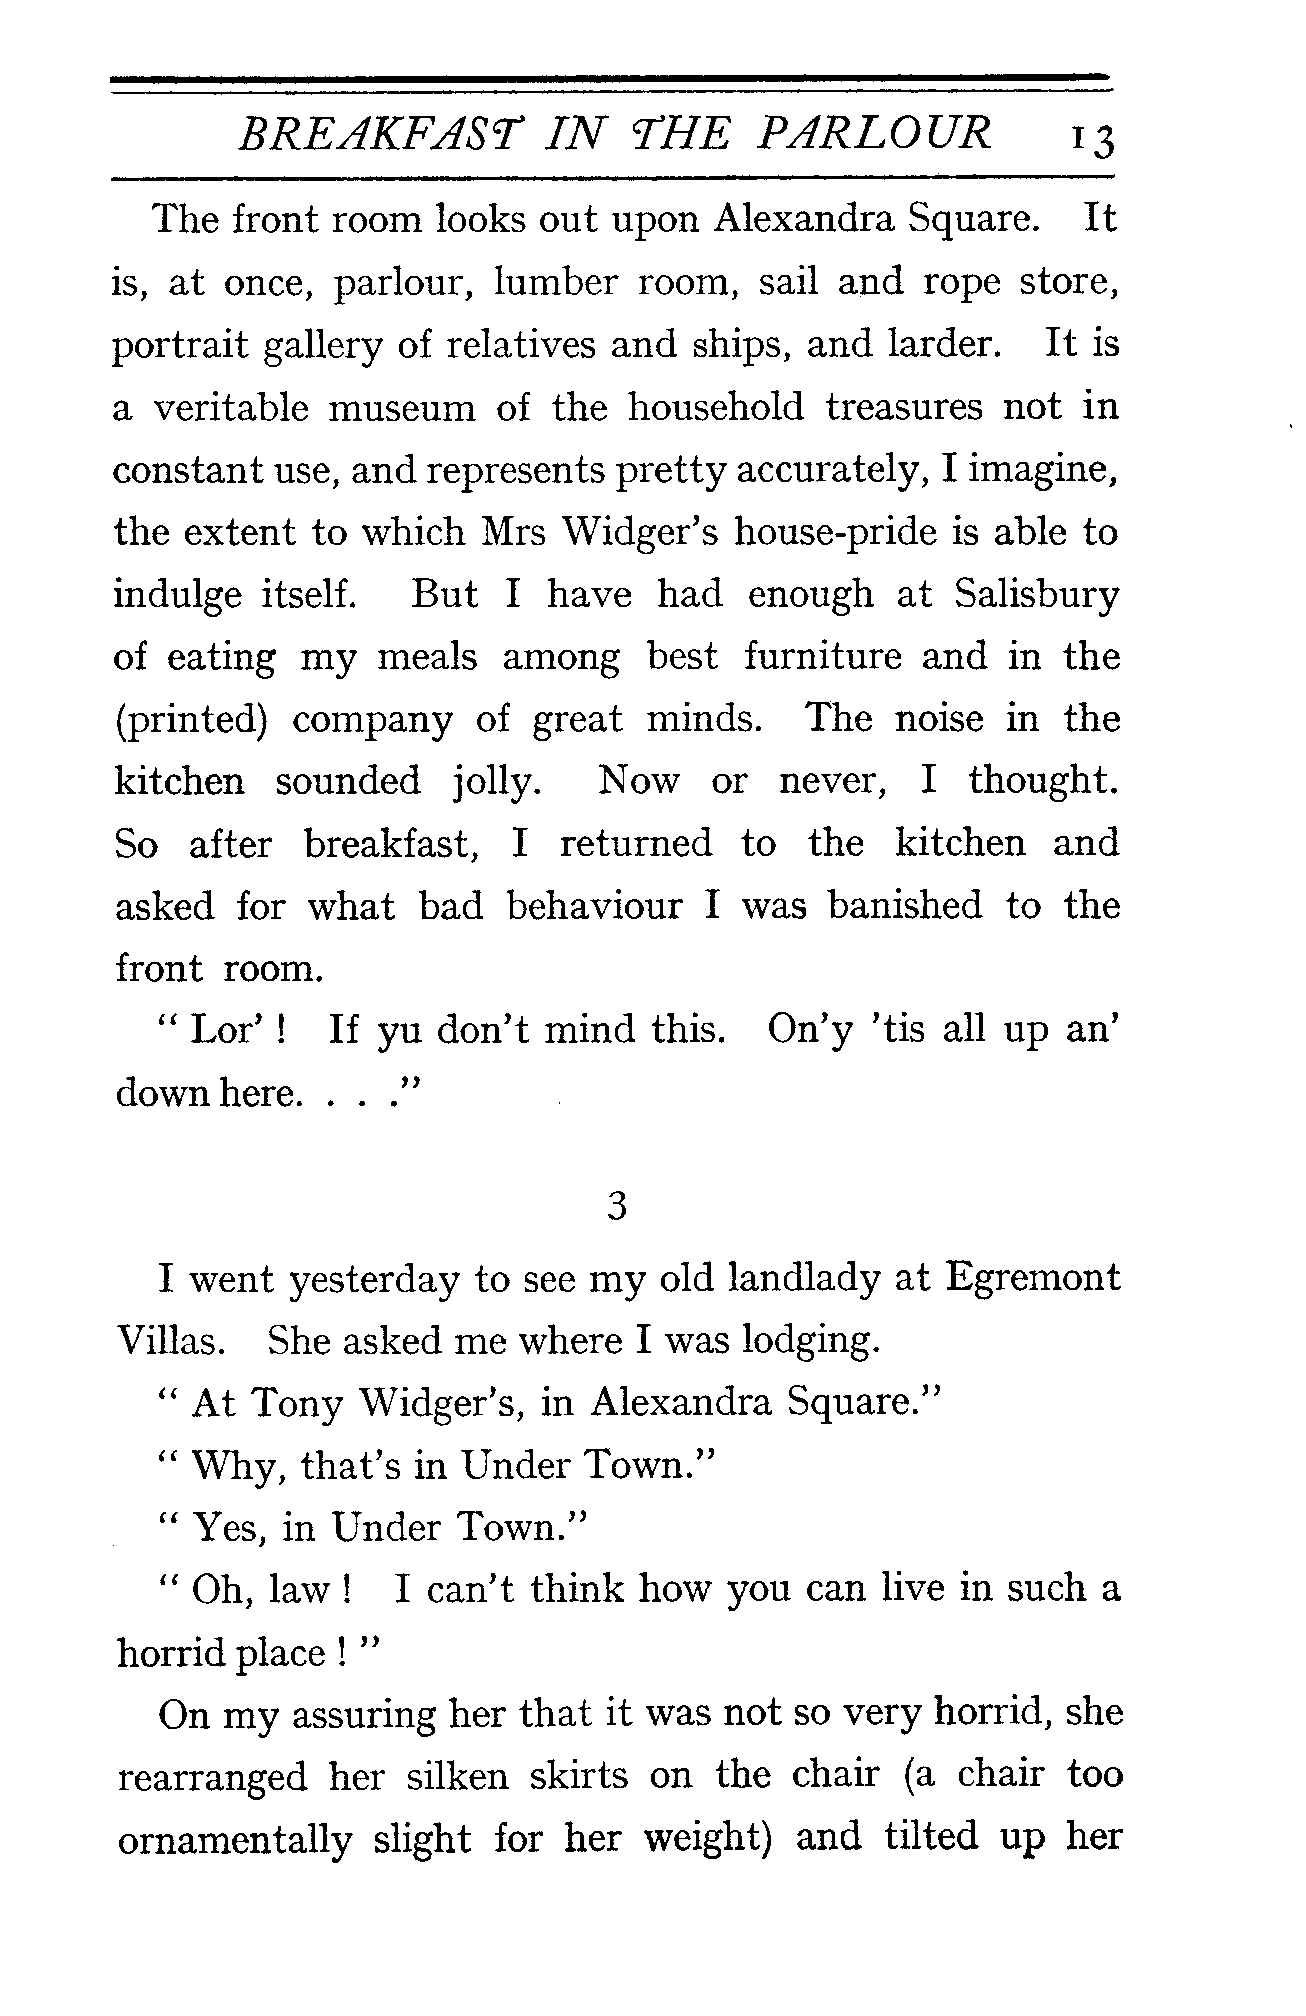 BREAKFAST IN THE PARLOUR 13
The front room looks out upon Alexandra Square. It
is, at once, parlour, lumber room, sail and rope store,
portrait gallery of relatives and ships, and larder. It is
a veritable museum of the household treasures not in
constant use, and represents pretty accurately, I imagine,
the extent to which Mrs Widger's house-pride is able to
indulge itself. But I have had enough at Salisbury
of eating my meals among best furniture and in the
(printed) company of great minds. The noise in the
kitchen sounded jolly. Now or never, I thought.
So after breakfast, I returned to the kitchen and
asked for what bad behaviour I was banished to the
front room.
" Lor' ! If yu don't mind this. On'y 'tis all up an'
down here. . . ."
3
I went yesterday to see my old landlady at Egremont
Villas. She asked me where I was lodging.
" At Tony Widger's, in Alexandra Square."
" Why, that's in Under Town."
" Yes, in Under Town."
" Oh, law ! I can't think how you can live in such a
horrid place ! "
On my assuring her that it was not so very horrid, she
rearranged her silken skirts on the chair (a chair too
ornamentally slight for her weight) and tilted up her